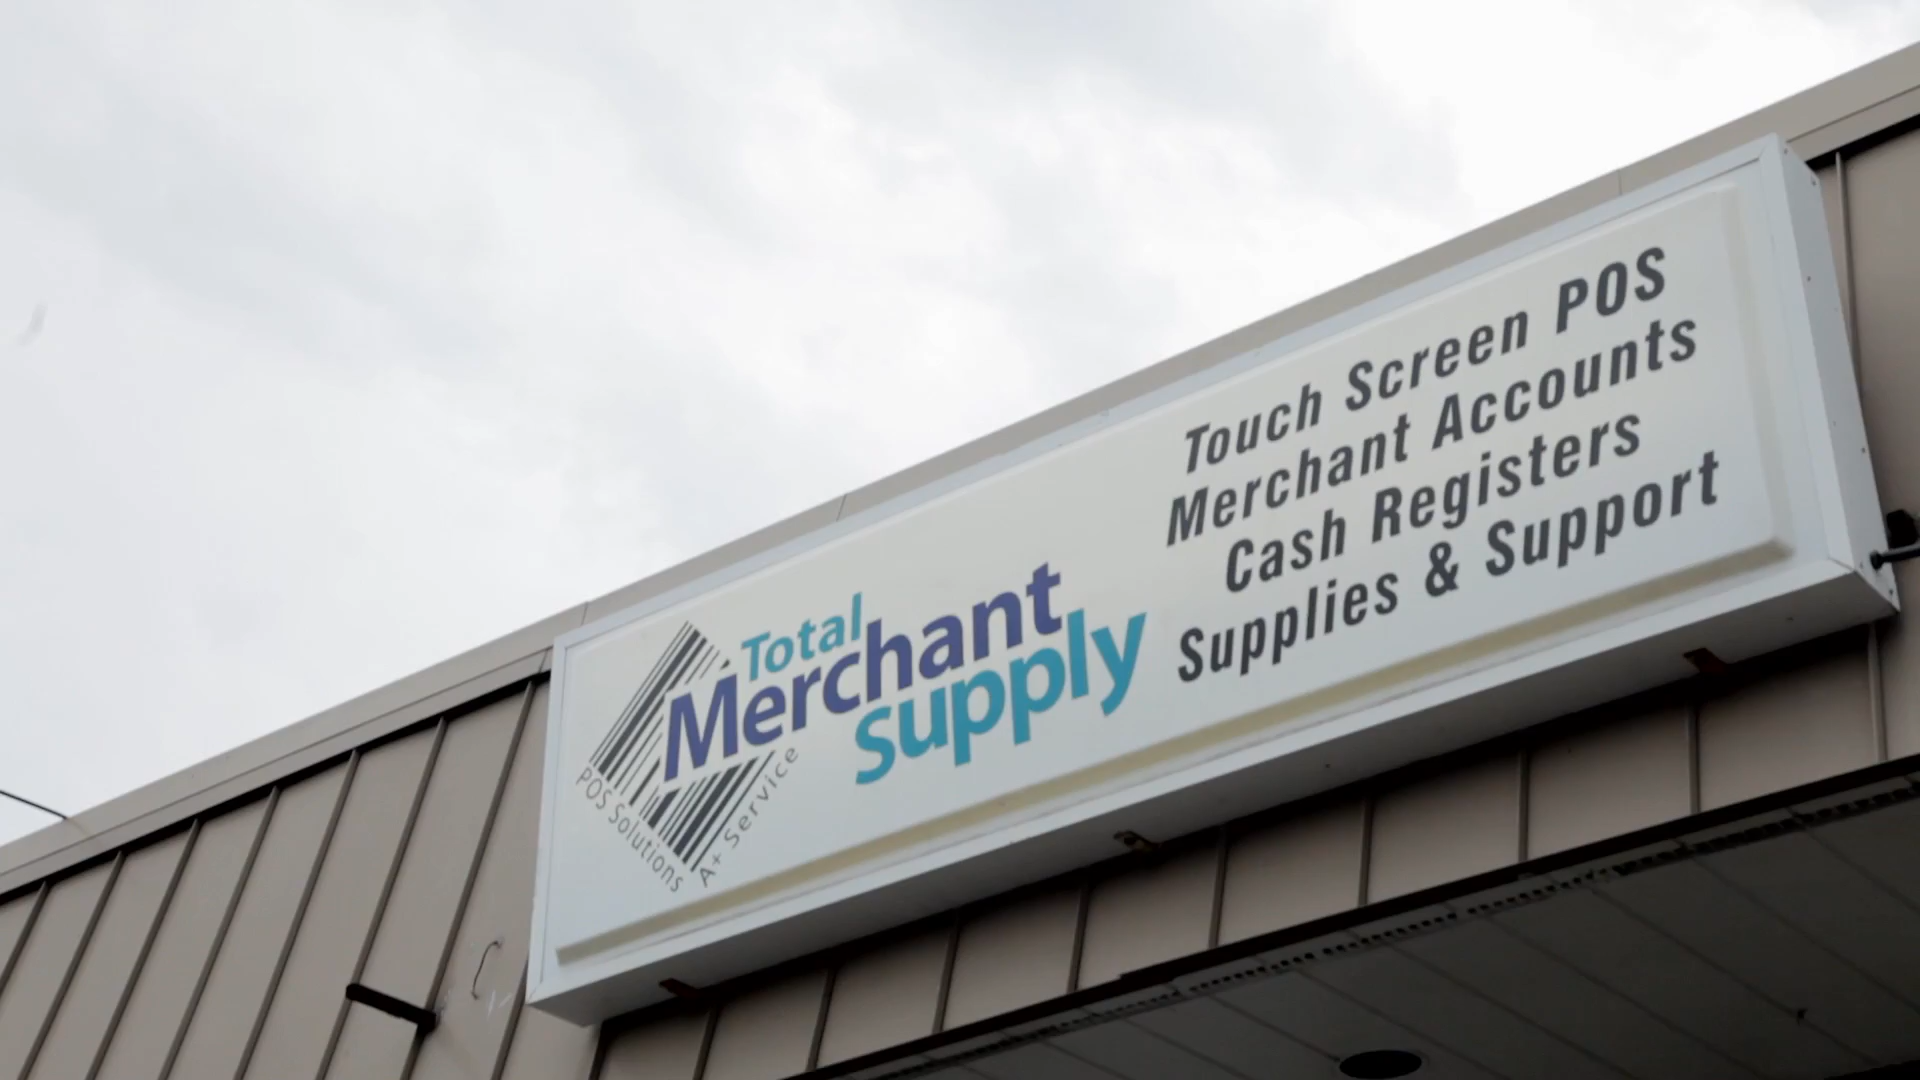 Total
Merchant
Supply
POS Solutions
A+ Service
Touch Screen POS
Merchant Accounts
Cash Registers
Supplies & Support